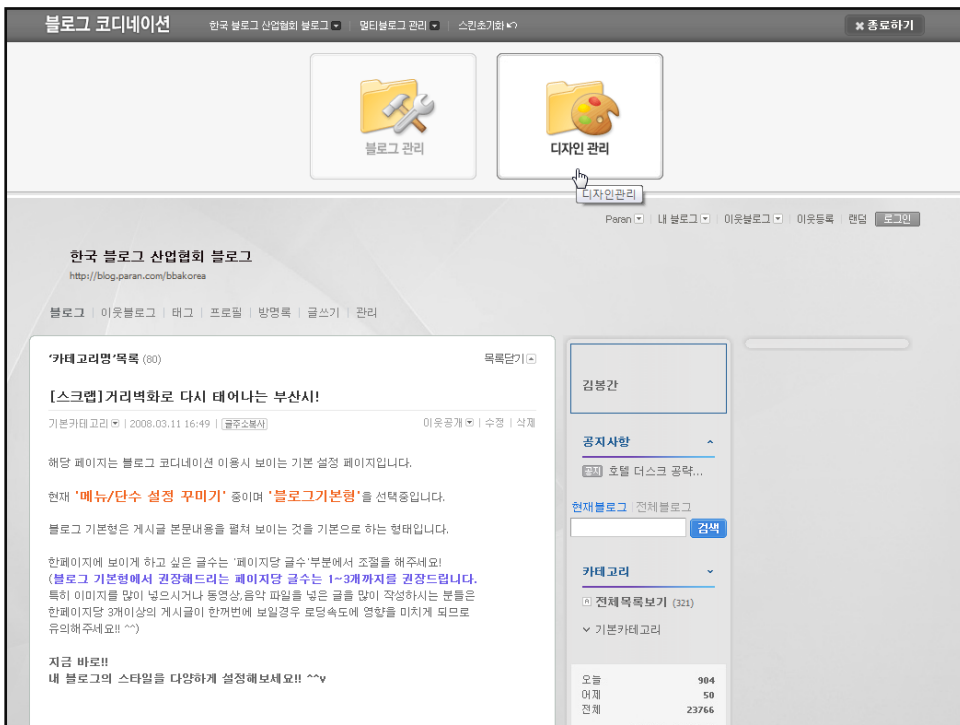 블로그 코디네이션 한국 블로그 산업협회 블로그 멀티블로그 관리 스킨초기화 종료하기
블로그 관리
디자인 관리
디자인관리
Paran | 내 블로그 | 이웃블로그 | 이웃등록 | 랜덤 로그인
한국 블로그 산업협회 블로그
http://blog.paran.com/bbakorea
블로그 | 이웃블로그 | 태그 | 프로필 | 방명록 | 글쓰기 | 관리
'카테고리명'목록 (80) 목록닫기
[스크랩]거리벽화로 다시 태어나는 부산시!
기본카테고리 | 2008.03.11 16:49 | 글주소복사 이웃공개 | 수정 | 삭제
해당 페이지는 블로그 코디네이션 이용시 보이는 기본 설정 페이지입니다.
현재 '메뉴/단수 설정 꾸미기' 중이며 '블로그기본형'을 선택중입니다.
블로그 기본형은 게시글 본문내용을 펼쳐 보이는 것을 기본으로 하는 형태입니다.
한페이지에 보이게 하고 싶은 글수는 '페이지당 글수'부분에서 조절을 해주세요!
(블로그 기본형에서 권장해드리는 페이지당 글수는 1~3개까지를 권장드립니다.
특히 이미지를 많이 넣으시거나 동영상,음악 파일을 넣은 글을 많이 작성하시는 분들은
한페이지당 3개이상의 게시글이 한꺼번에 보일경우 로딩속도에 영향을 미치게 되므로
유의해주세요!! ^^)
지금 바로!!
내 블로그의 스타일을 다양하게 설정해보세요!! ^^v
김봉간
공지사항
공지 호텔 더스크 공략...
현재블로그 | 전체블로그
검색
카테고리
전체목록보기 (321)
기본카테고리
오늘 904
어제 50
전체 23766